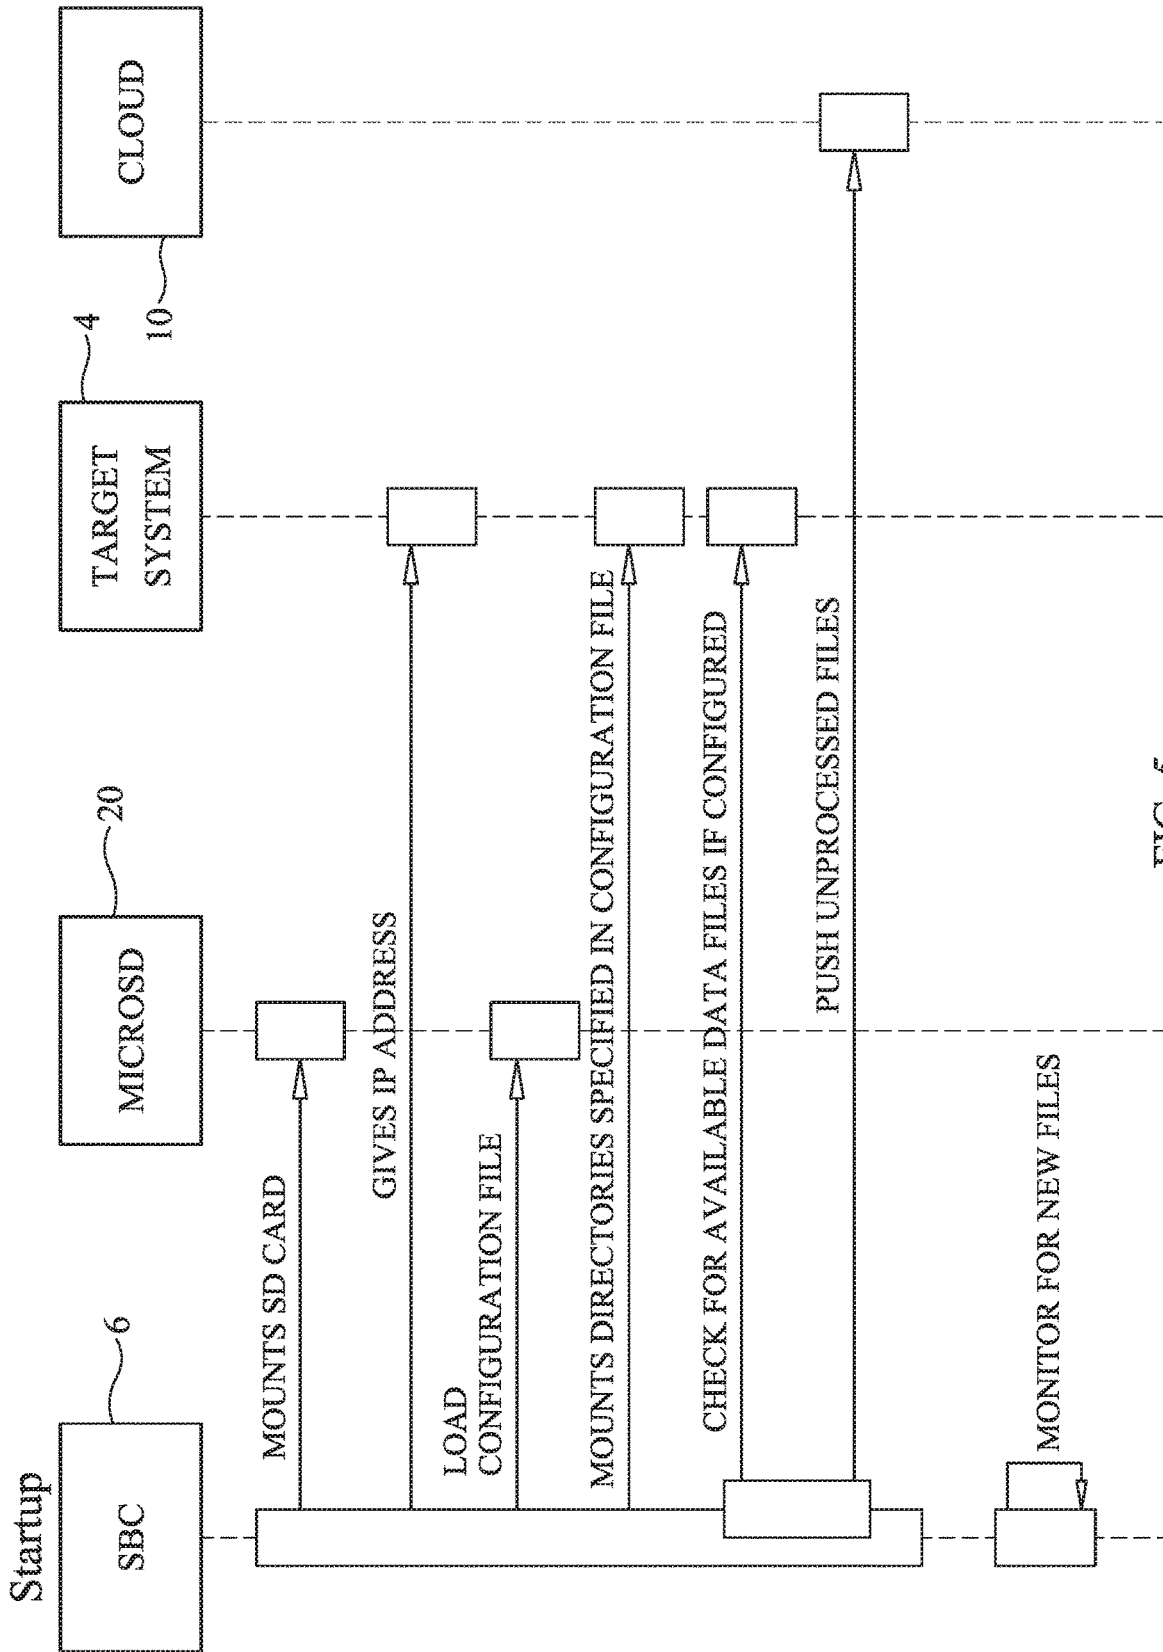 Startup
SBC
6
MICROSD
20
TARGET
SYSTEM
4
CLOUD
10
MOUNTS SD CARD
GIVES IP ADDRESS
LOAD
CONFIGURATION FILE
MOUNTS DIRECTORIES SPECIFIED IN CONFIGURATION FILE
CHECK FOR AVAILABLE DATA FILES IF CONFIGURED
PUSH UNPROCESSED FILES
MONITOR FOR NEW FILES
FIG. 5